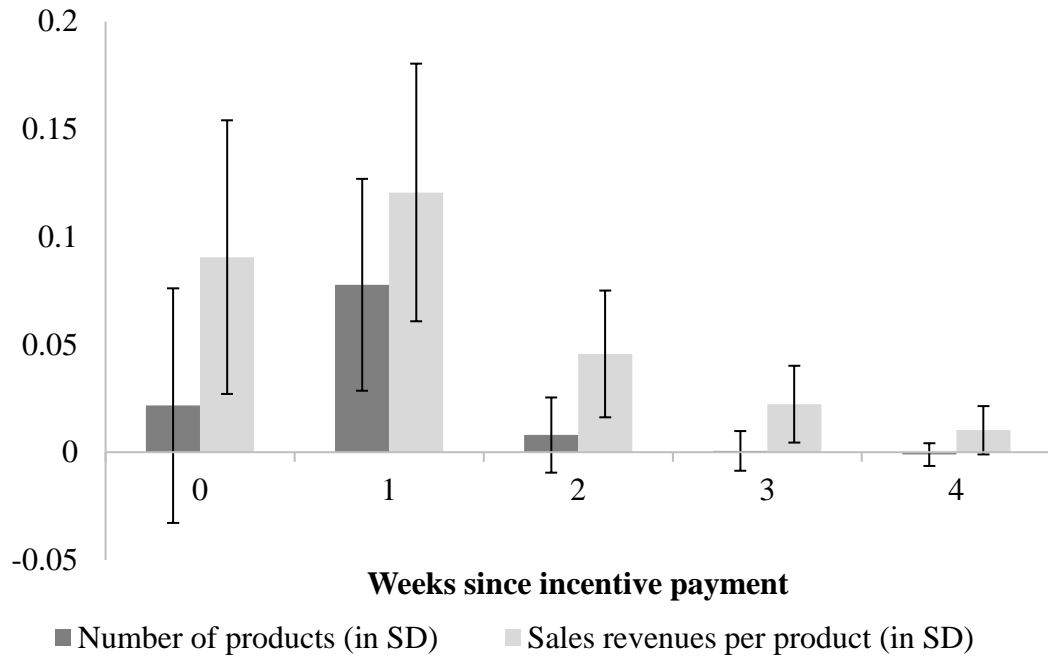 0.2
0.15
0.1
0.05
0
-0.05
0 1 2 3 4
Weeks since incentive payment
Number of products (in SD) Sales revenues per product (in SD)